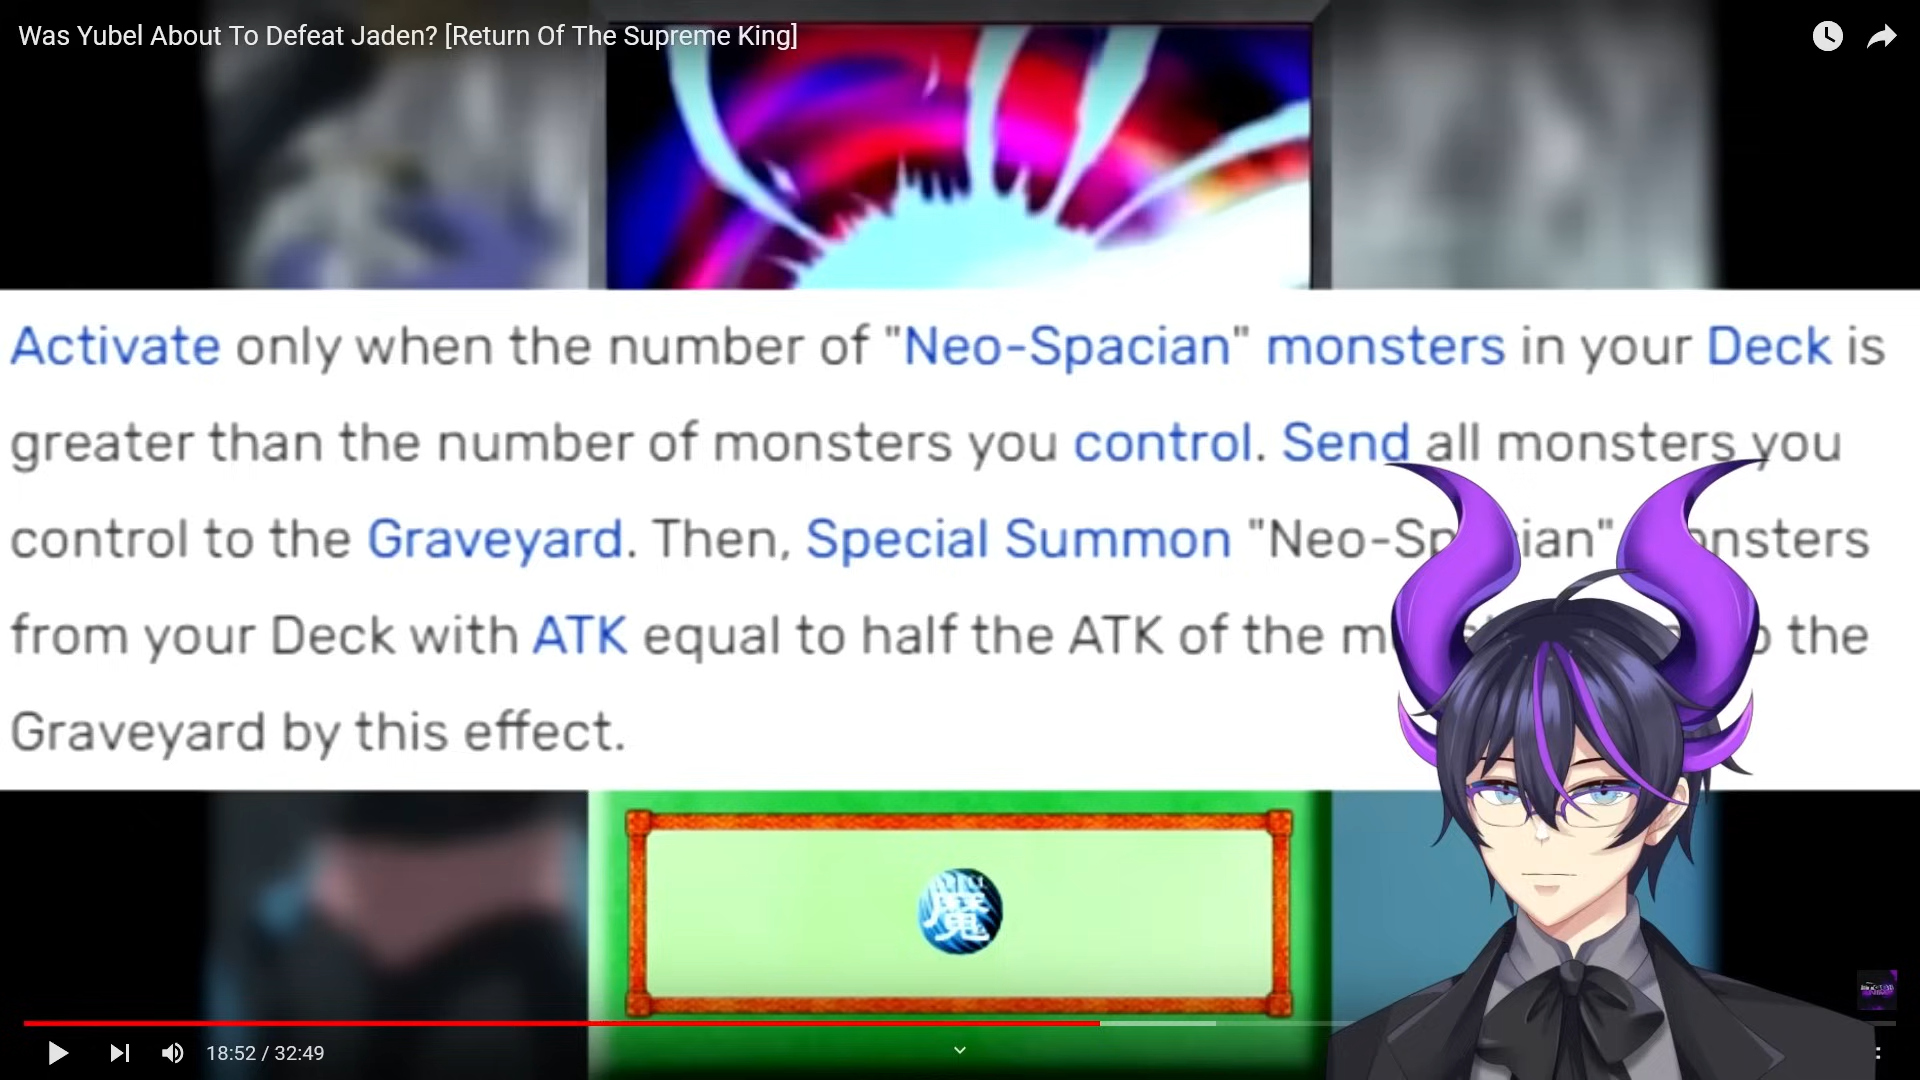 Was Yubel About To Defeat Jaden? [Return Of The Supreme King]
Activate only when the number of "Neo-Spacian" monsters in your Deck is
greater than the number of monsters you control. Send all monsters you
control to the Graveyard. Then, Special Summon "Neo-Spacian" monsters
from your Deck with ATK equal to half the ATK of the the
Graveyard by this effect.
魔
18:52 / 32:49